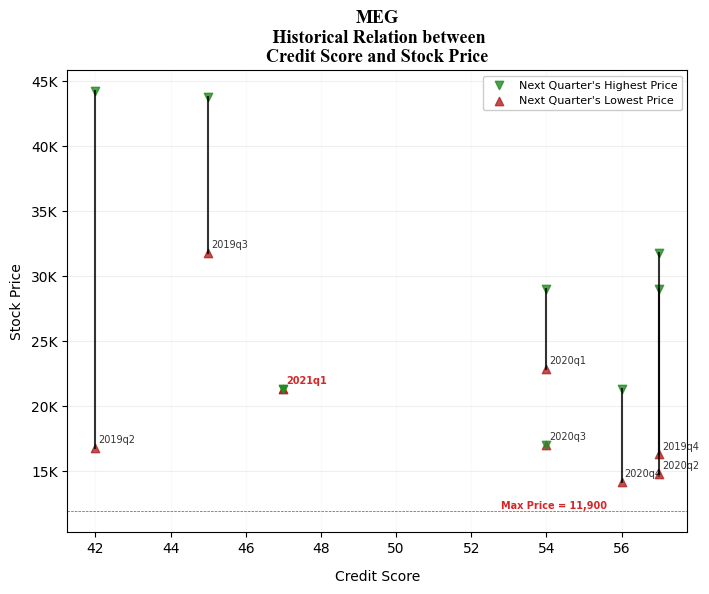 MEG
Historical Relation between
Credit Score and Stock Price
Next Quarter's Highest Price
Next Quarter's Lowest Price
Stock Price
45K
40K
35K
30K
25K
20K
15K
2019q3
2020q1
2021q1
2019q2
2020q3
2019q4
2020q2
2020q4
Max Price = 11,900
42 44 46 48 50 52 54 56
Credit Score